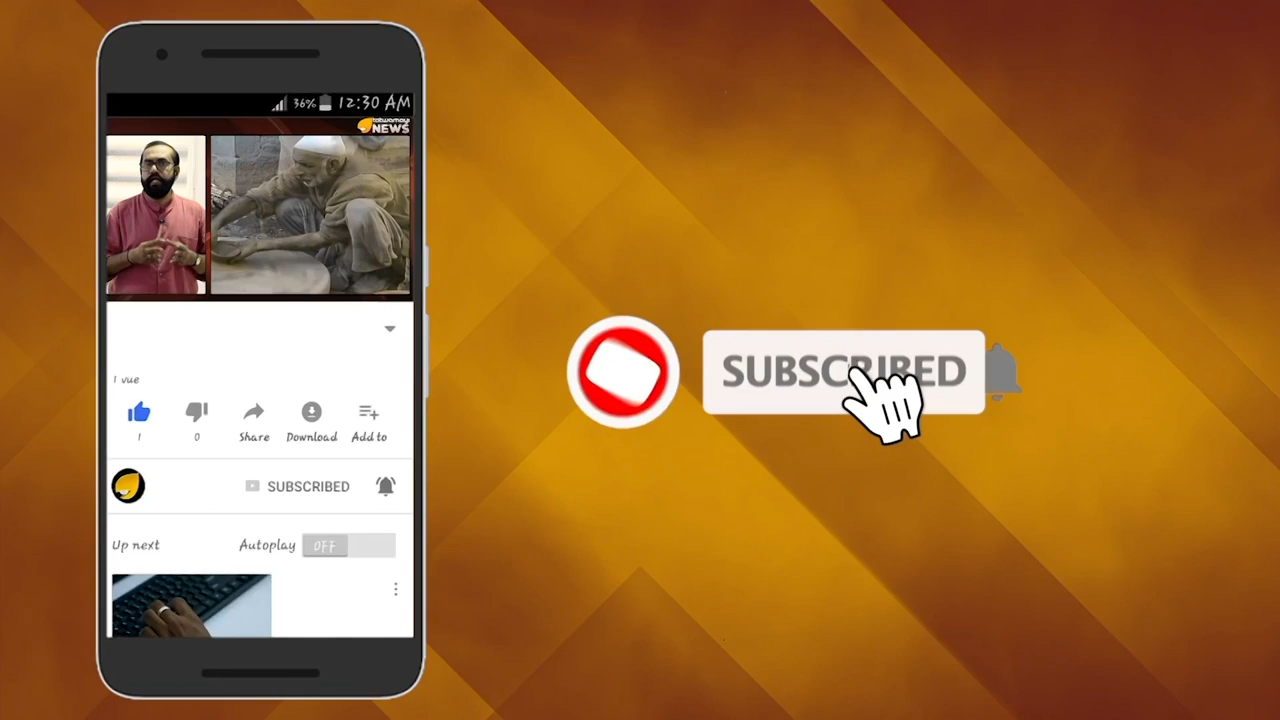 36% 12:30 AM
tatwamayi
NEWS
1 vue
1 0 Share Download Add to
SUBSCRIBED
Up next Autoplay OFF
SUBSCRIBED